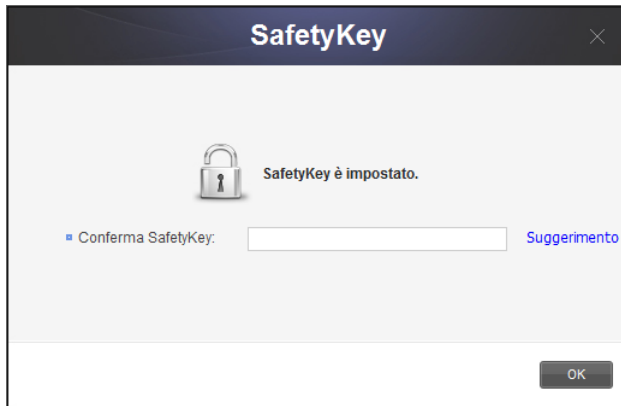 SafetyKey
SafetyKey è impostato.
Conferma SafetyKey: Suggerimento
OK